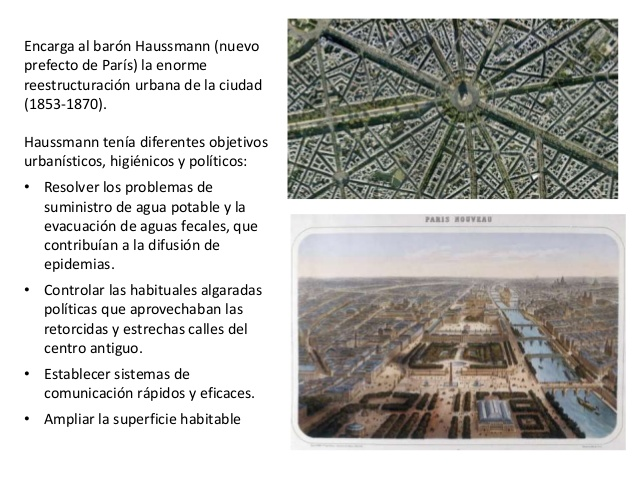 Encarga al barón Haussmann (nuevo
prefecto de París) la enorme
reestructuración urbana de la ciudad
(1853-1870).
Haussmann tenía diferentes objetivos
urbanísticos, higiénicos y políticos:
• Resolver los problemas de
suministro de agua potable y la
evacuación de aguas fecales, que
contribuían a la difusión de
epidemias.
• Controlar las habituales algaradas
políticas que aprovechaban las
retorcidas y estrechas calles del
centro antiguo.
• Establecer sistemas de
comunicación rápidos y eficaces.
• Ampliar la superficie habitable
PARIS NOUVEAU